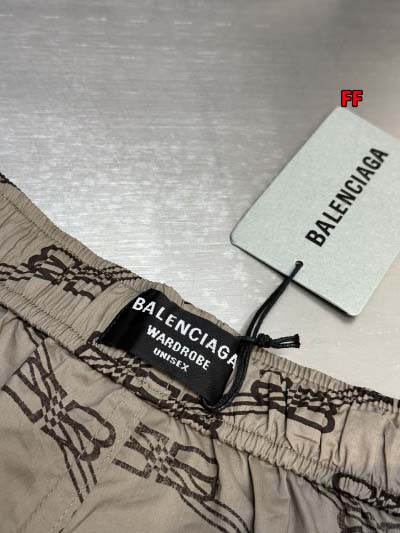 FF
BALENCIAGA
BALENCIAGA
WARDROBE
UNISEX